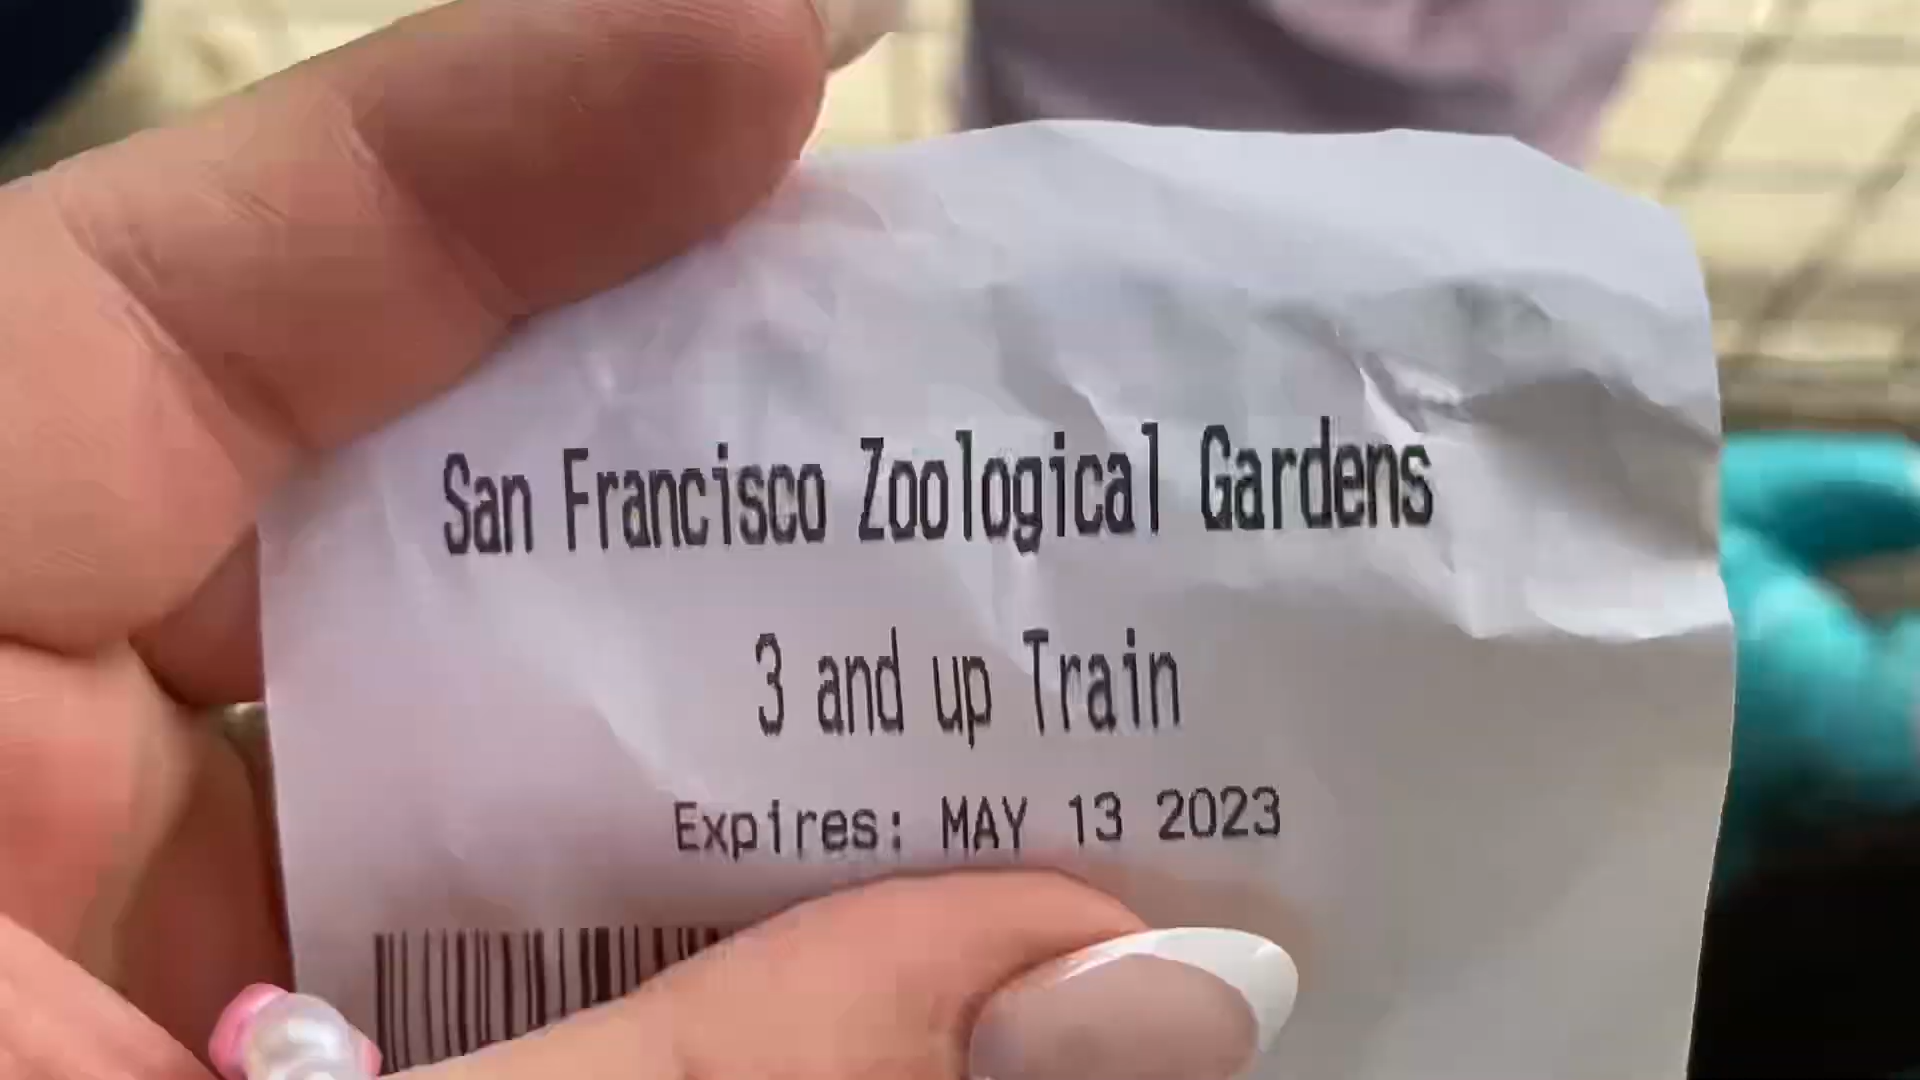 San Francisco Zoological Gardens
3 and up Train
Expires: MAY 13 2023